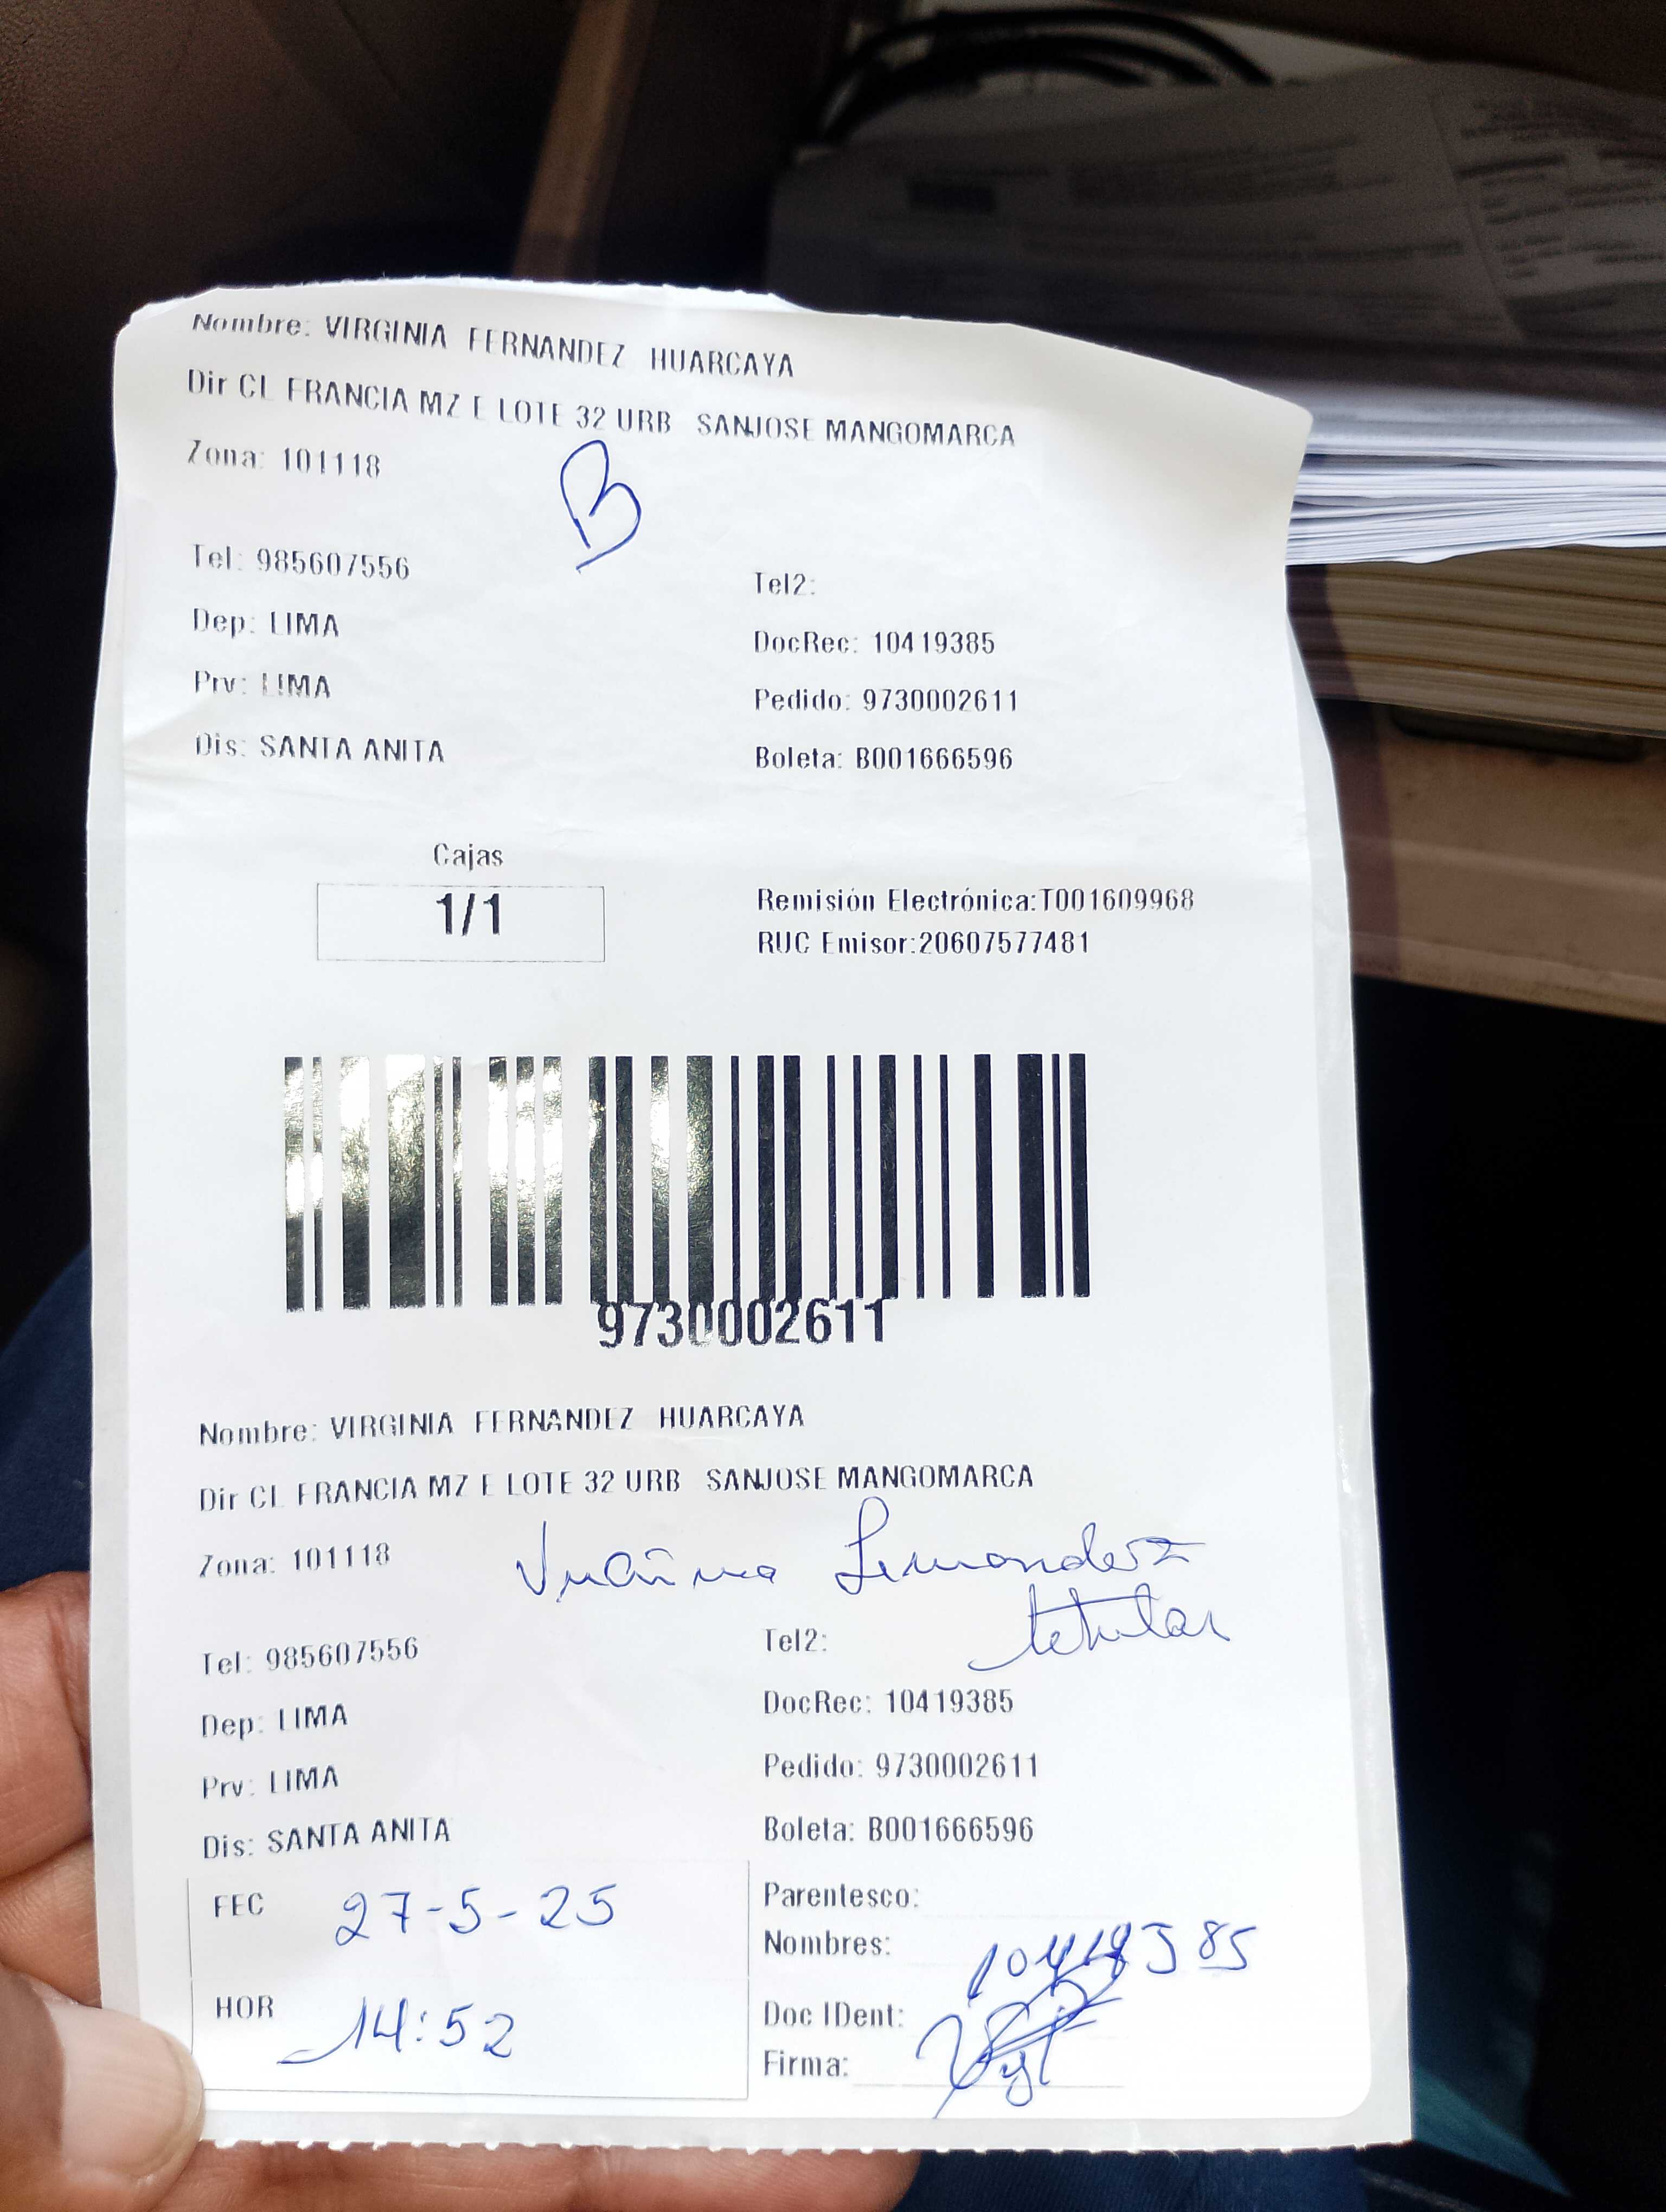 Nombre: VIRGINIA FERNANDEZ HUARCAYA
Dir CL FRANCIA MZ E LOTE 32 URB SANJOSE MANGOMARCA
Zona: 101118
B
Tel: 985607556
Tel2:
Dep: LIMA
DocRec: 10419385
Prv: LIMA
Pedido: 9730002611
Dis: SANTA ANITA
Boleta: B001666596
Cajas
1/1
Remisión Electrónica:T001609968
RUC Emisor:20607577481
9730002611
Nombre: VIRGINIA FERNANDEZ HUARCAYA
Dir CL FRANCIA MZ E LOTE 32 URB SANJOSE MANGOMARCA
Zona: 101118
titular
Tel: 985607556
Tel2:
Dep: LIMA
DocRec: 10419385
Prv: LIMA
Pedido: 9730002611
Dis: SANTA ANITA
Boleta: B001666596
FEC 27-5-25
Parentesco:
Nombres:
HOR 14:52
Doc IDent:
Firma: